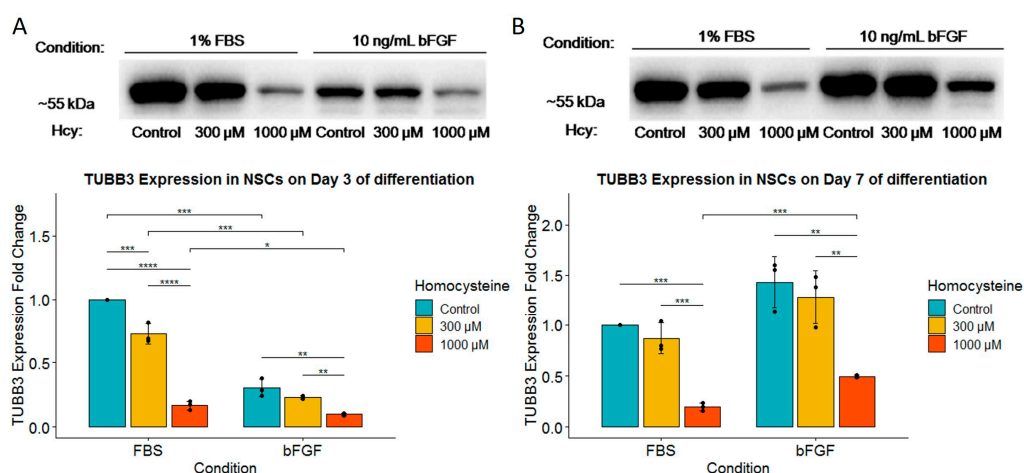 A
Condition:
1% FBS
10 ng/mL bFGF
~55 kDa
Hcy:
Control 300 µM 1000 µM Control 300 µM 1000 µM
TUBB3 Expression in NSCs on Day 3 of differentiation
TUBB3 Expression Fold Change
1.5
1.0
0.5
0.0
***
***
*
***
****
****
**
**
FBS
bFGF
Condition
Homocysteine
Control
300 µM
1000 µM
B
Condition:
1% FBS
10 ng/mL bFGF
~55 kDa
Hcy:
Control 300 µM 1000 µM Control 300 µM 1000 µM
TUBB3 Expression in NSCs on Day 7 of differentiation
TUBB3 Expression Fold Change
2.0
1.5
1.0
0.5
0.0
***
**
**
***
***
FBS
bFGF
Condition
Homocysteine
Control
300 µM
1000 µM